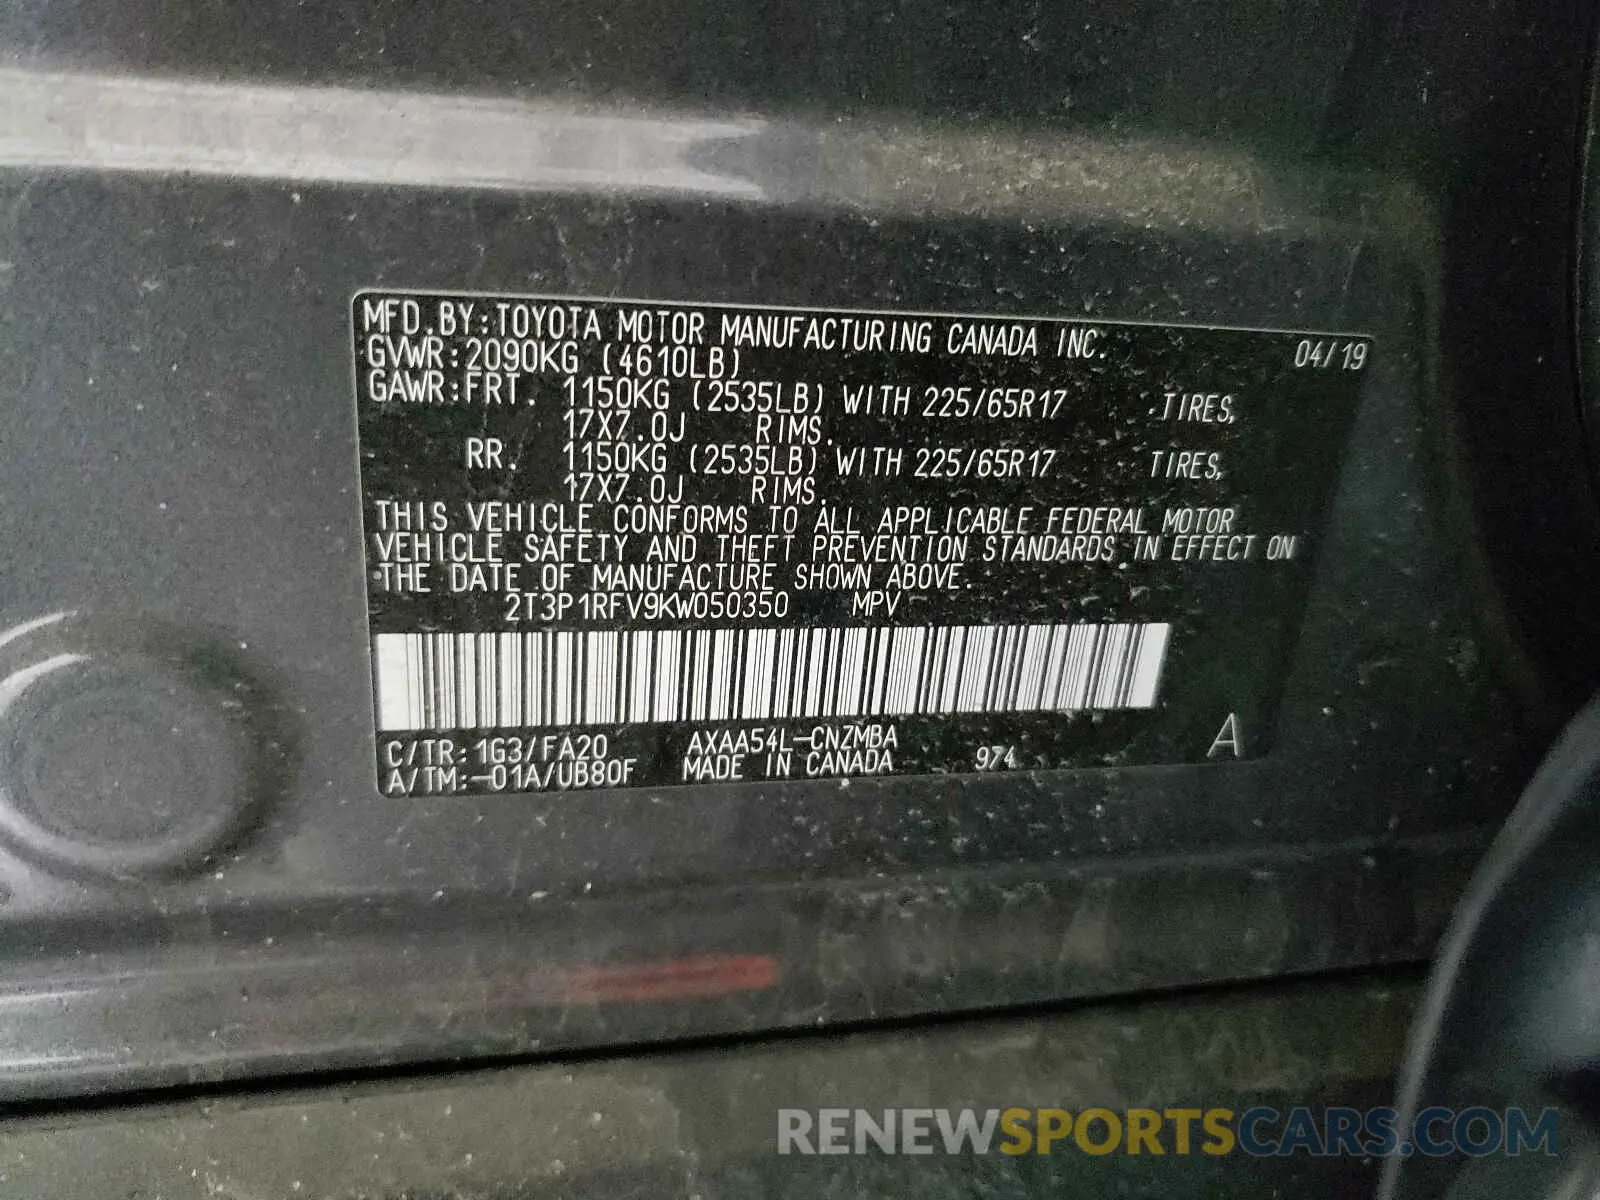 MFD.BY:TOYOTA MOTOR MANUFACTURING CANADA INC. 04/19
GVWR:2090KG (4610LB)
GAWR:FRT. 1150KG (2535LB) WITH 225/65R17 TIRES,
17X7.0J RIMS.
RR. 1150KG (2535LB) WITH 225/65R17 TIRES,
17X7.0J RIMS.
THIS VEHICLE CONFORMS TO ALL APPLICABLE FEDERAL MOTOR
VEHICLE SAFETY AND THEFT PREVENTION STANDARDS IN EFFECT ON
THE DATE OF MANUFACTURE SHOWN ABOVE.
2T3P1RFV9KW050350 MPV
C/TR:1G3/FA20 AXAA54L-CNZMBA A
A/TM:-01A/UB80F MADE IN CANADA 974
RENEWSPORTSCARS.COM